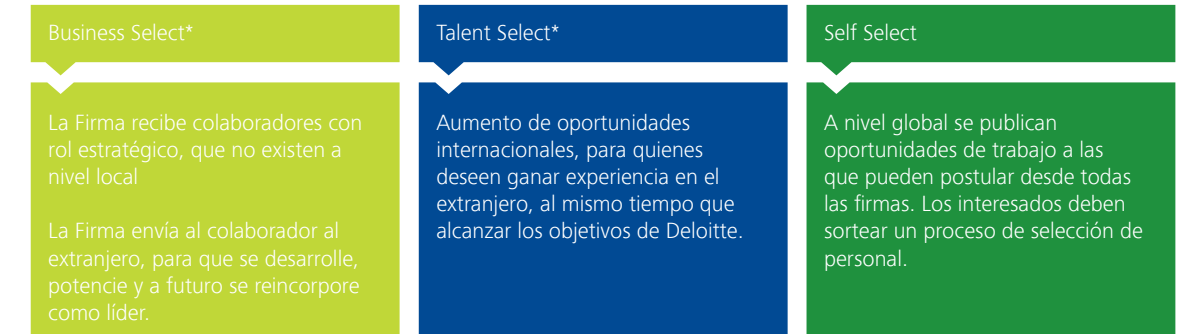 Business Select*
La Firma recibe colaboradores con
rol estratégico, que no existen a
nivel local
La Firma envía al colaborador al
extranjero, para que se desarrolle,
potencie y a futuro se reincorpore
como líder.
Talent Select*
Aumento de oportunidades
internacionales, para quienes
deseen ganar experiencia en el
extranjero, al mismo tiempo que
alcanzar los objetivos de Deloitte.
Self Select
A nivel global se publican
oportunidades de trabajo a las
que pueden postular desde todas
las firmas. Los interesados deben
sortear un proceso de selección de
personal.